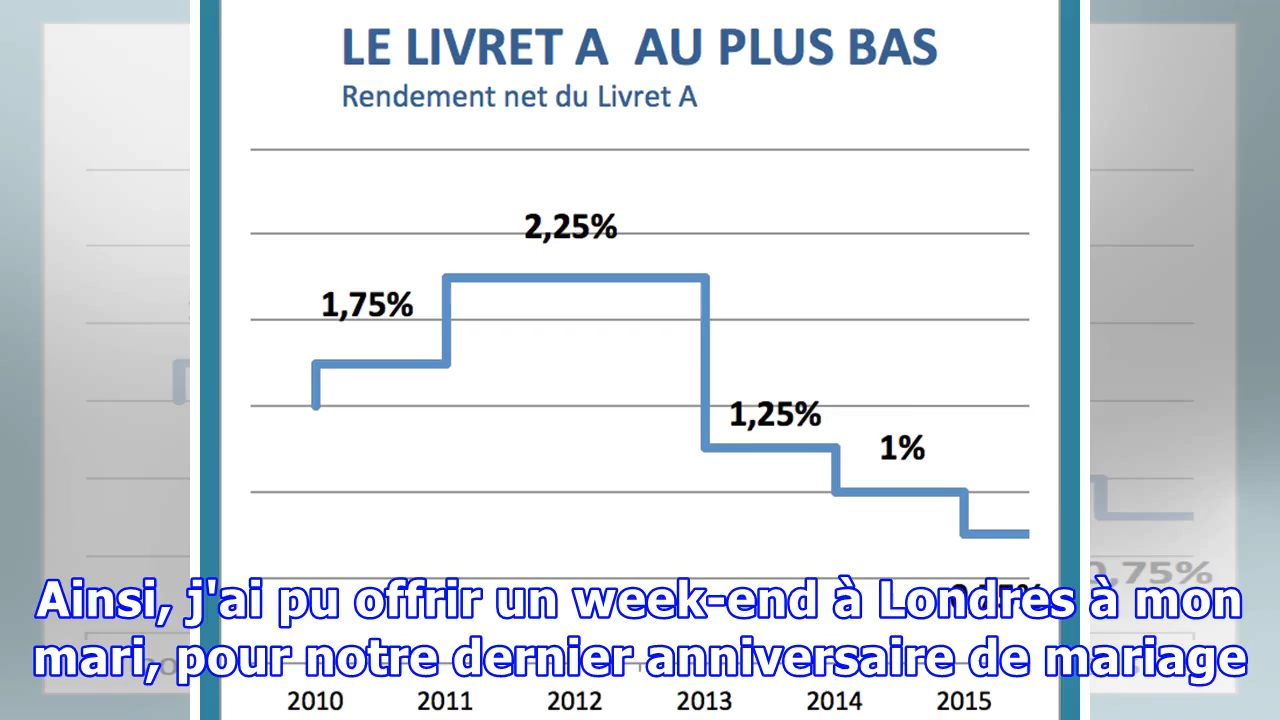 LE LIVRET A AU PLUS BAS
Rendement net du Livret A
2,25%
1,75%
1,25%
1%
0,75%
Ainsi, j'ai pu offrir un week-end à Londres à mon
mari, pour notre dernier anniversaire de mariage
2010 2011 2012 2013 2014 2015